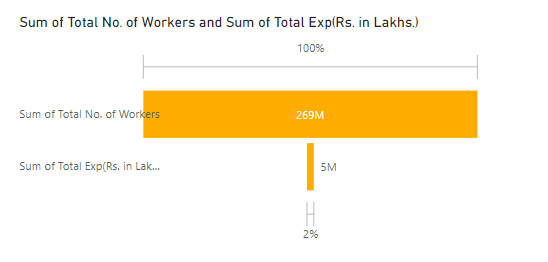 Sum of Total No. of Workers and Sum of Total Exp(Rs. in Lakhs.)
100%
Sum of Total No. of Workers
269M
Sum of Total Exp(Rs. in Lak...
5M
2%